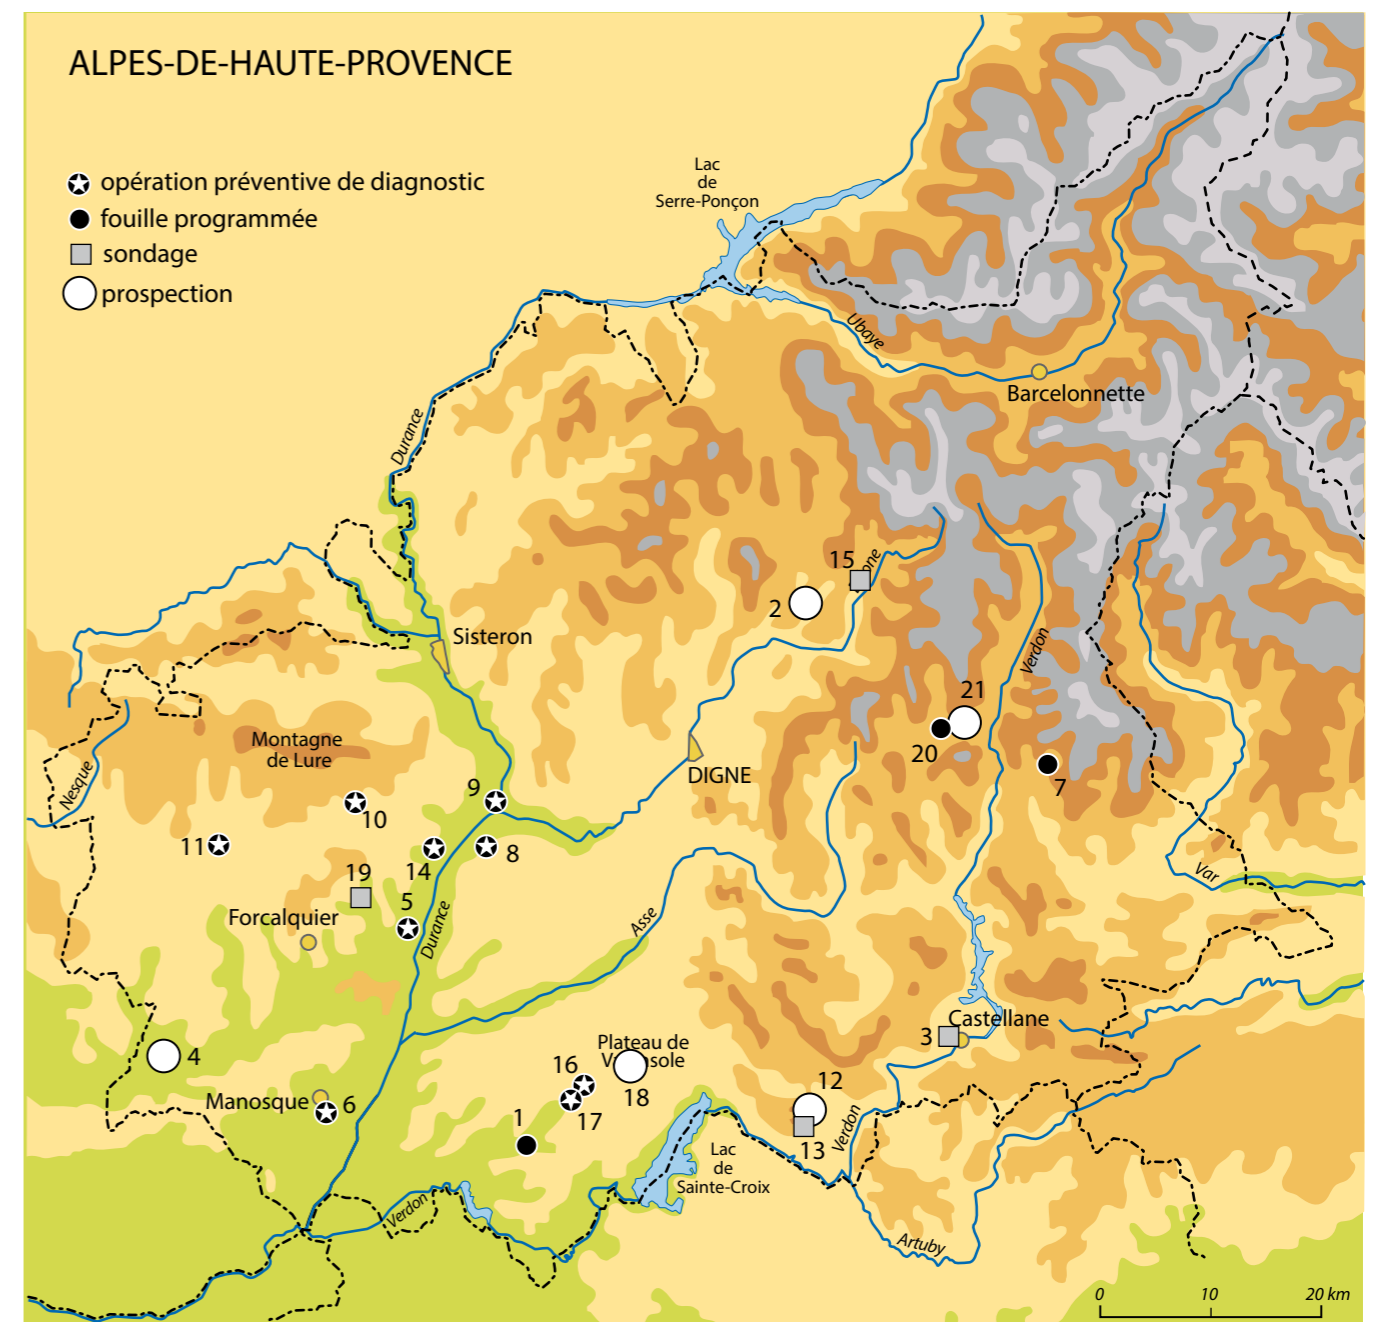 ALPES-DE-HAUTE-PROVENCE
opération préventive de diagnostic
fouille programmée
sondage
prospection
Lac
de
Serre-Ponçon
Ubaye
Barcelonnette
Durance
15
2
Sisteron
Verdon
21
20
7
Montagne
de Lure
DIGNE
Nesque
9
10
11
14
8
19
5
Forcalquier
Durance
Asse
Var
Castellane
3
4
Plateau de
18
16
17
Manosque
6
1
12
13
Verdon
Lac
de
Sainte-Croix
Verdon
Artuby
0 10 20 km